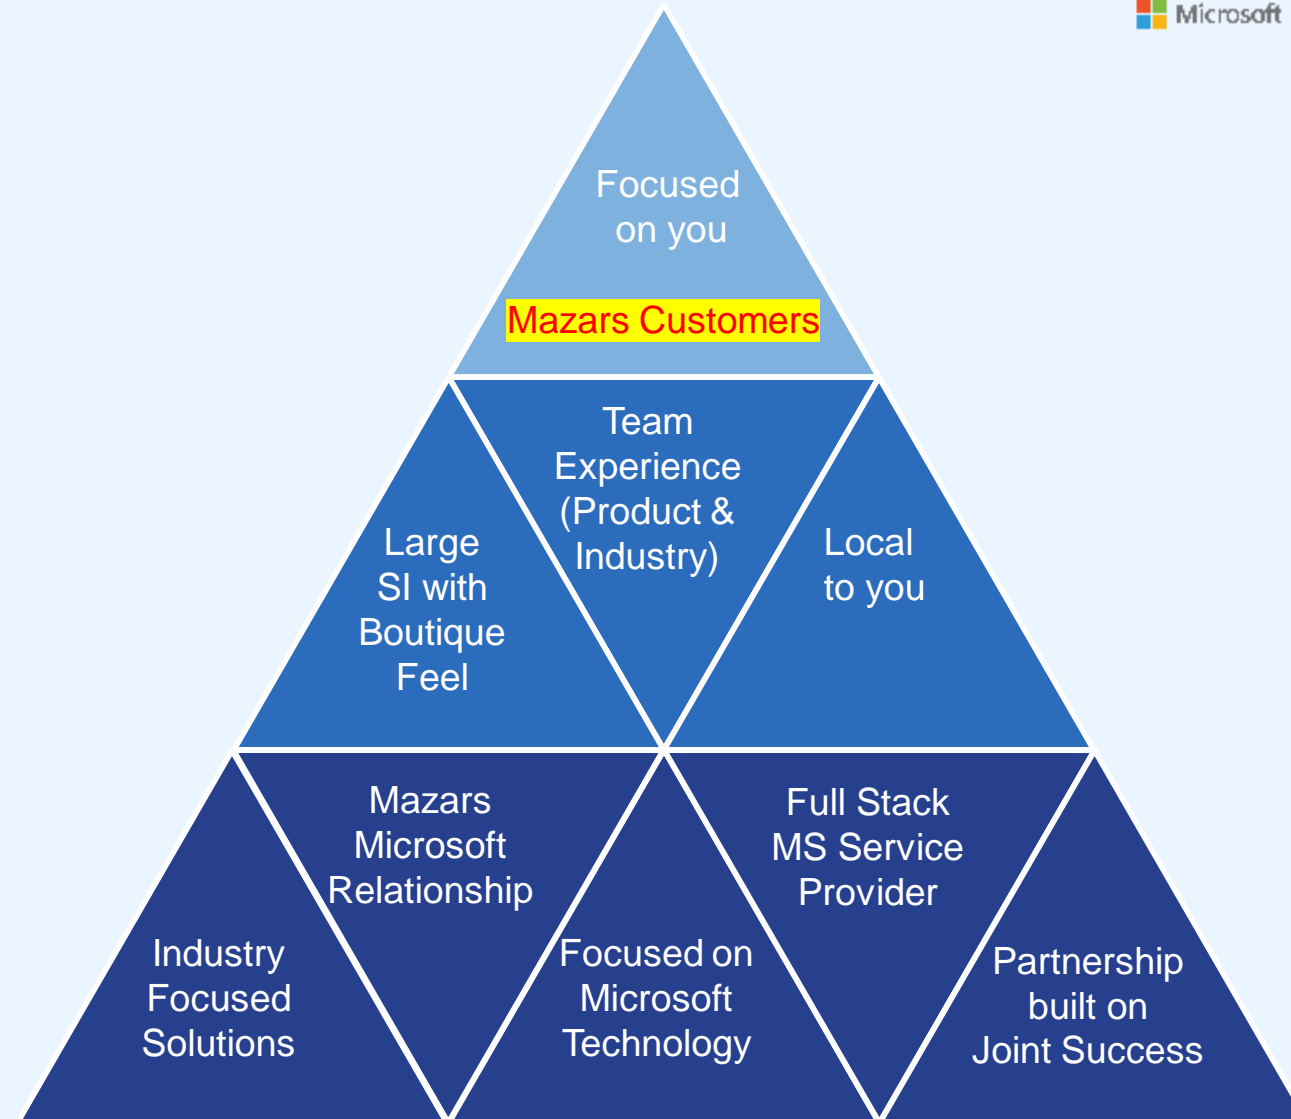 Microsoft
Focused
on you
Mazars Customers
Team
Experience
(Product &
Industry)
Large
SI with
Boutique
Feel
Local
to you
Mazars
Microsoft
Relationship
Full Stack
MS Service
Provider
Industry
Focused
Solutions
Focused on
Microsoft
Technology
Partnership
built on
Joint Success